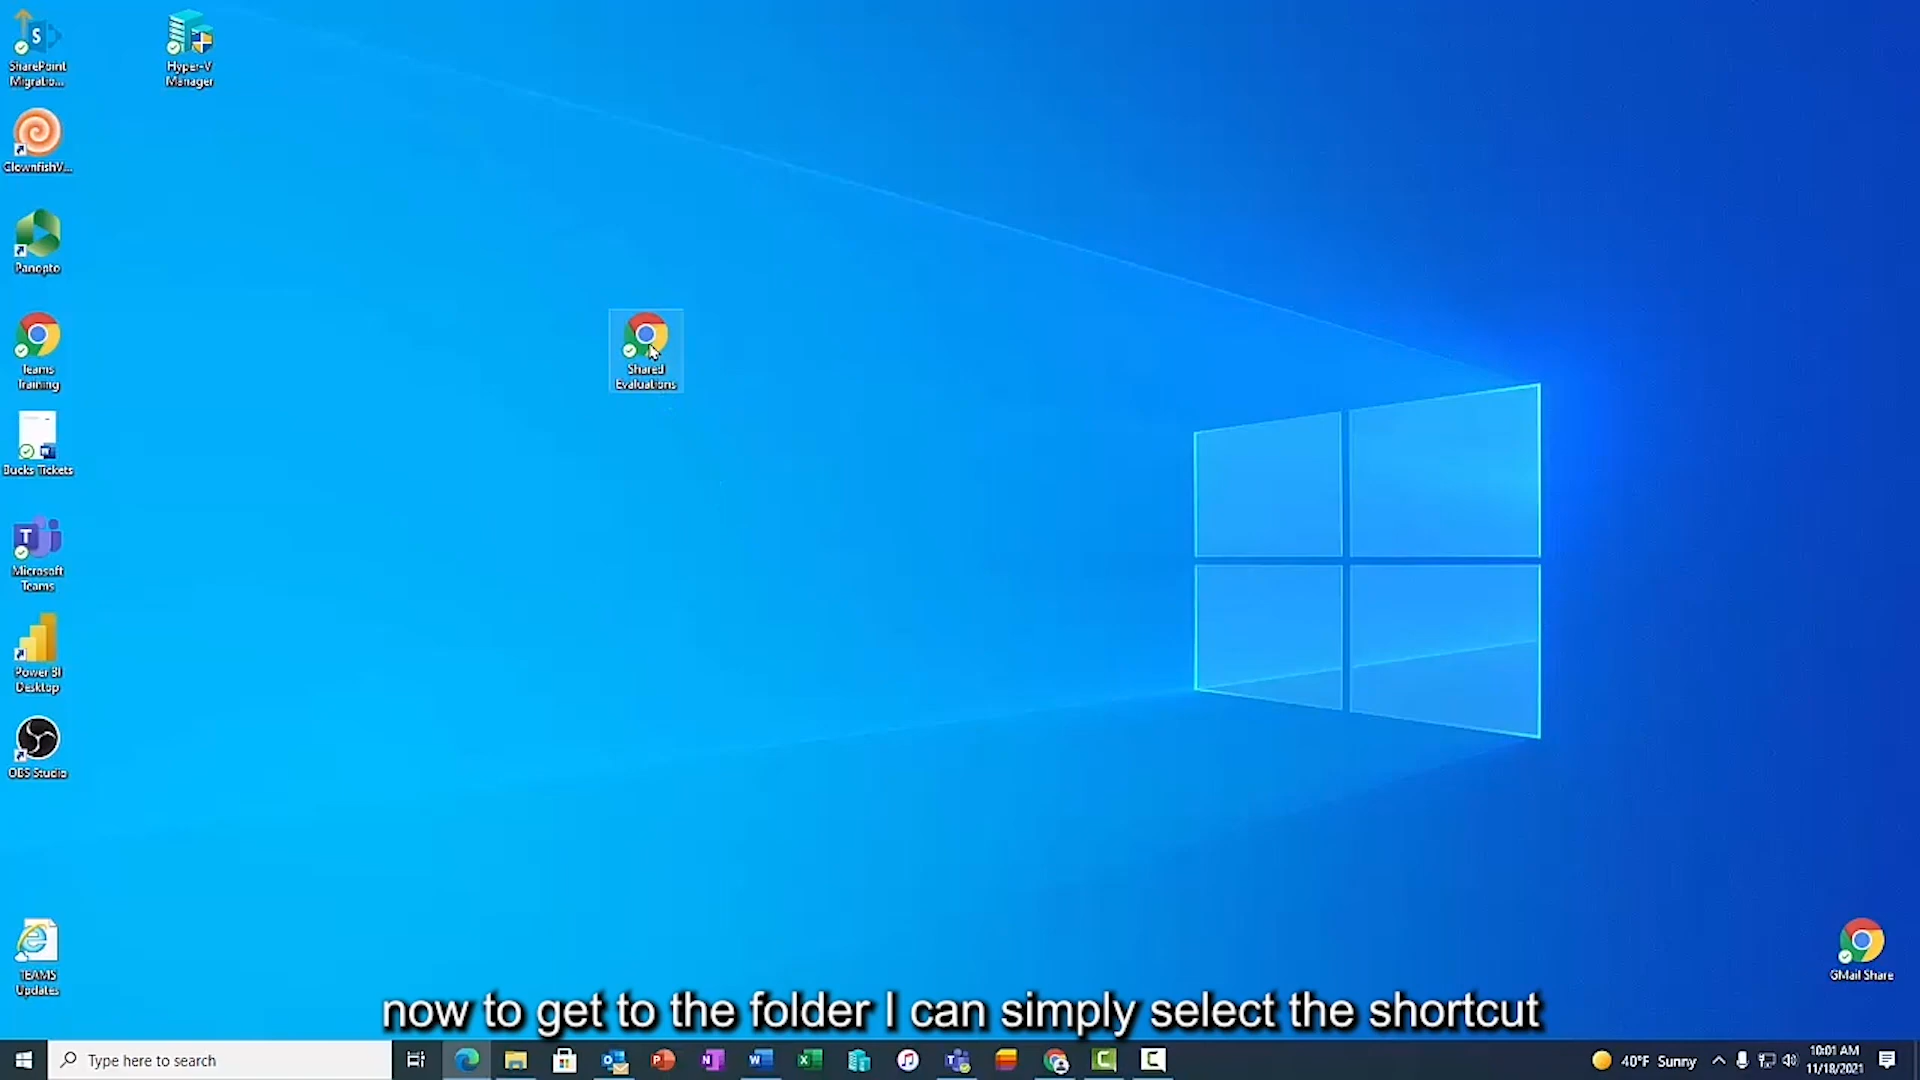 SharePoint
Migratio...
Hyper-V
Manager
ClownfishV...
Panopto
Teams
Training
Shared
Evaluations
Bucks Tickets
Microsoft
Teams
Power BI
Desktop
OBS Studio
TEAMS
Updates
GMail Share
now to get to the folder I can simply select the shortcut
Type here to search
40°F Sunny
10:01 AM
11/18/2021